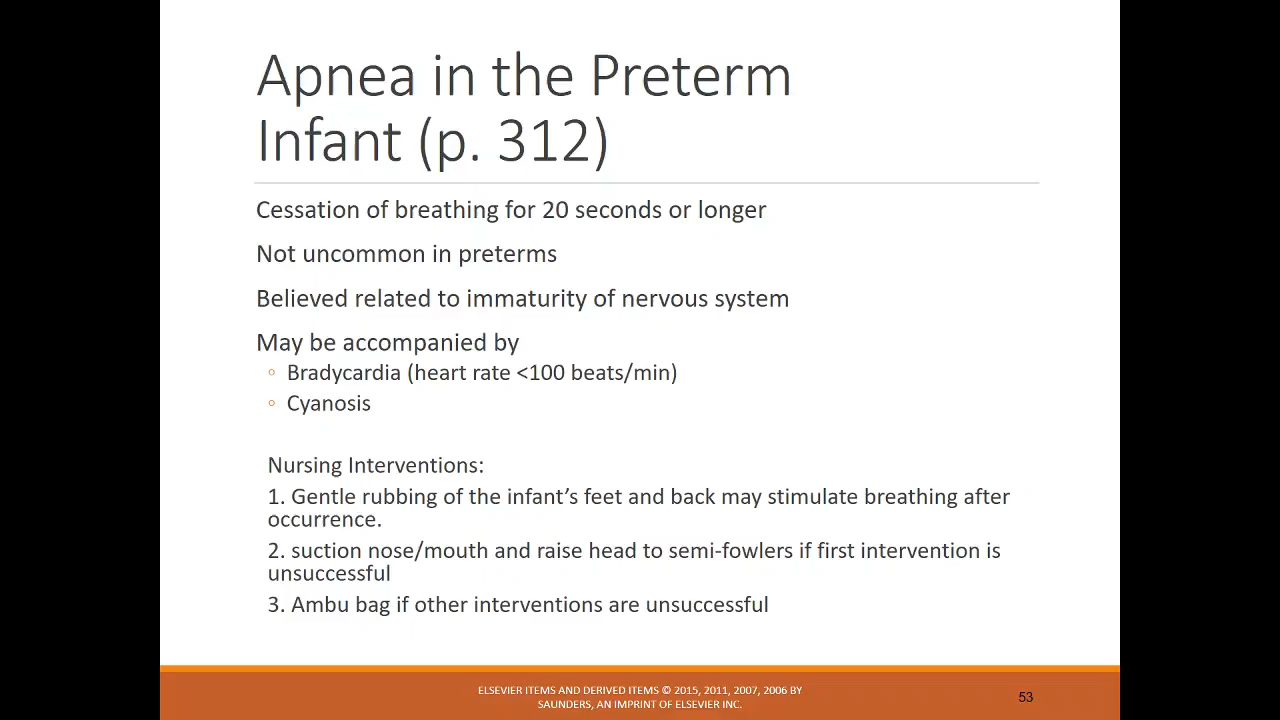 Apnea in the Preterm
Infant (p. 312)
Cessation of breathing for 20 seconds or longer
Not uncommon in preterms
Believed related to immaturity of nervous system
May be accompanied by
◦ Bradycardia (heart rate <100 beats/min)
◦ Cyanosis
Nursing Interventions:
1. Gentle rubbing of the infant’s feet and back may stimulate breathing after
occurrence.
2. suction nose/mouth and raise head to semi-fowlers if first intervention is
unsuccessful
3. Ambu bag if other interventions are unsuccessful
ELSEVIER ITEMS AND DERIVED ITEMS © 2015, 2011, 2007, 2006 BY
SAUNDERS, AN IMPRINT OF ELSEVIER INC.
53